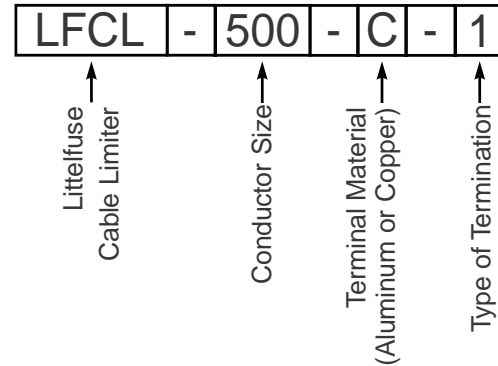 LFCL - 500 - C - 1
Littelfuse
Cable Limiter
Conductor Size
Terminal Material
(Aluminum or Copper)
Type of Termination